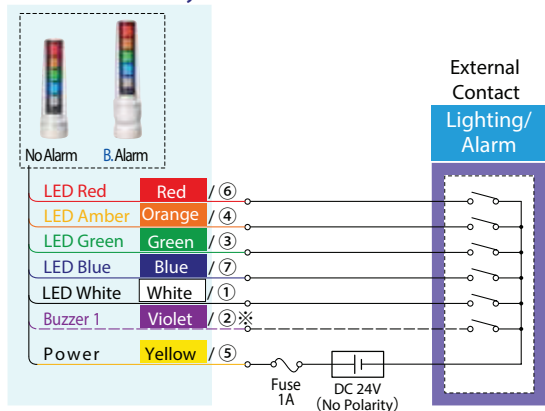 External
Contact
Lighting/
Alarm
No Alarm B. Alarm
LED Red Red / ⑥
LED Amber Orange / ④
LED Green Green / ③
LED Blue Blue / ⑦
LED White White / ①
Buzzer 1 Violet / ②※
Power Yellow / ⑤
Fuse
1A
DC 24V
(No Polarity)